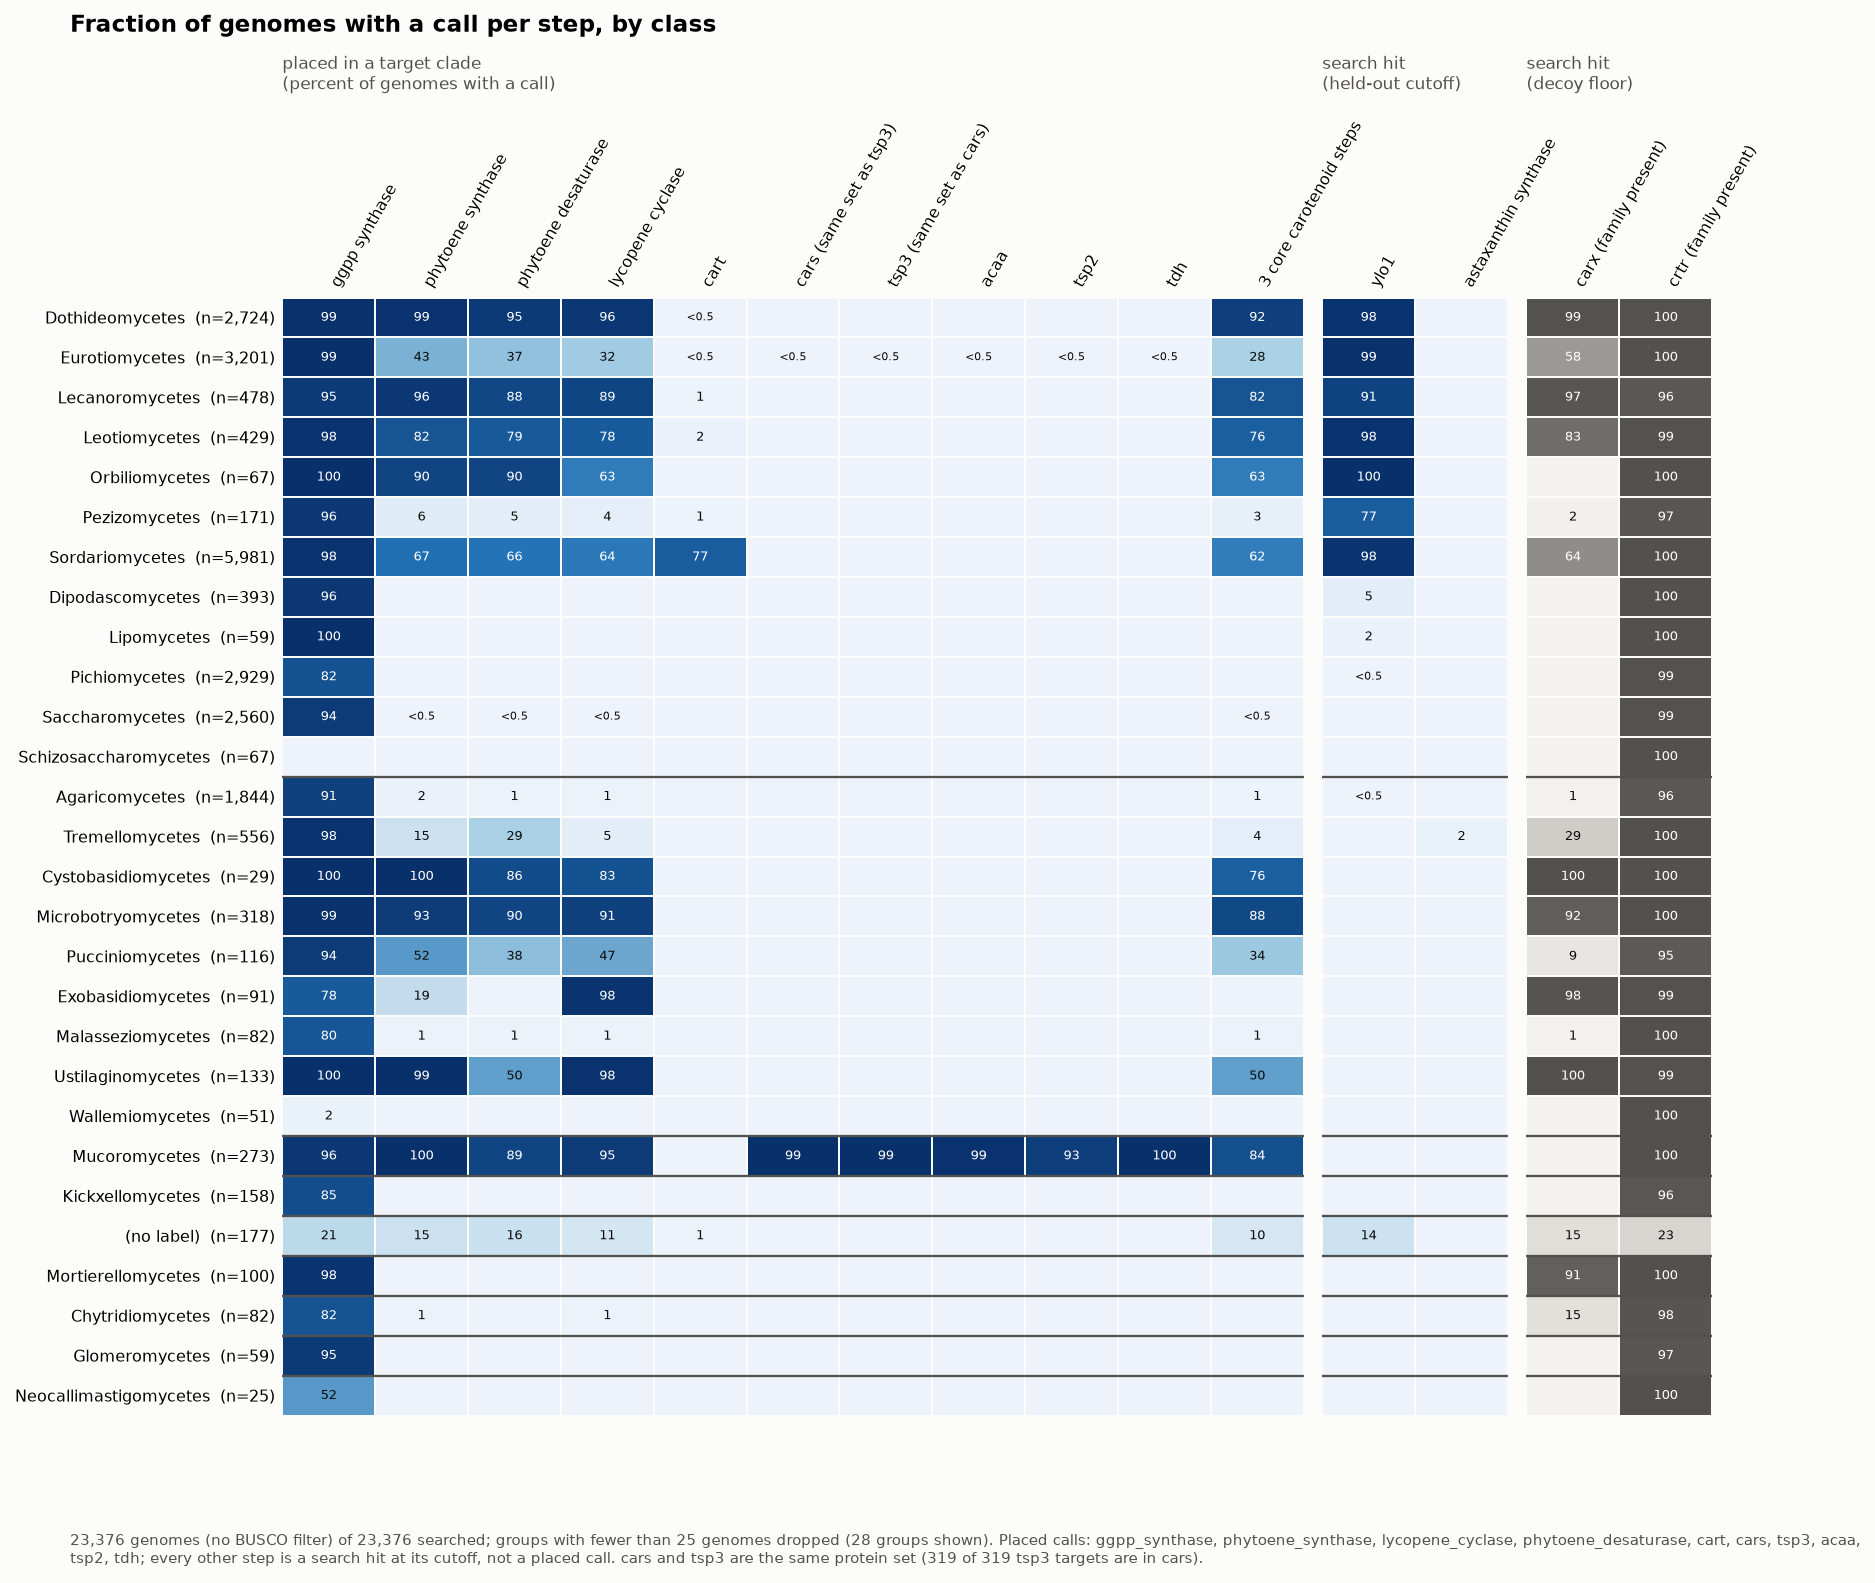 Fraction of genomes with a call per step, by class
placed in a target clade
(percent of genomes with a call)
search hit
(held-out cutoff)
search hit
(decoy floor)
ggpp synthase
phytoene synthase
phytoene desaturase
lycopene cyclase
cart
cars (same set as tsp3)
tsp3 (same set as cars)
acaa
tsp2
tdh
3 core carotenoid steps
ylo1
astaxanthin synthase
carx (family present)
crtr (family present)
Dothideomycetes (n=2,724) 99 99 95 96 <0.5 92 98 99 100
Eurotiomycetes (n=3,201) 99 43 37 32 <0.5 <0.5 <0.5 <0.5 <0.5 <0.5 28 99 58 100
Lecanoromycetes (n=478) 95 96 88 89 1 82 91 97 96
Leotiomycetes (n=429) 98 82 79 78 2 76 98 83 99
Orbiliomycetes (n=67) 100 90 90 63 63 100 100
Pezizomycetes (n=171) 96 6 5 4 1 3 77 2 97
Sordariomycetes (n=5,981) 98 67 66 64 77 62 98 64 100
Dipodascomycetes (n=393) 96 5 100
Lipomycetes (n=59) 100 2 100
Pichiomycetes (n=2,929) 82 <0.5 99
Saccharomycetes (n=2,560) 94 <0.5 <0.5 <0.5 <0.5 99
Schizosaccharomycetes (n=67) 100
Agaricomycetes (n=1,844) 91 2 1 1 1 <0.5 1 96
Tremellomycetes (n=556) 98 15 29 5 4 2 29 100
Cystobasidiomycetes (n=29) 100 100 86 83 76 100 100
Microbotryomycetes (n=318) 99 93 90 91 88 92 100
Pucciniomycetes (n=116) 94 52 38 47 34 9 95
Exobasidiomycetes (n=91) 78 19 98 98 99
Malasseziomycetes (n=82) 80 1 1 1 1 1 100
Ustilaginomycetes (n=133) 100 99 50 98 50 100 99
Wallemiomycetes (n=51) 2 100
Mucoromycetes (n=273) 96 100 89 95 99 99 99 93 100 84 100
Kickxellomycetes (n=158) 85 96
(no label) (n=177) 21 15 16 11 1 10 14 15 23
Mortierellomycetes (n=100) 98 91 100
Chytridiomycetes (n=82) 82 1 1 15 98
Glomeromycetes (n=59) 95 97
Neocallimastigomycetes (n=25) 52 100
23,376 genomes (no BUSCO filter) of 23,376 searched; groups with fewer than 25 genomes dropped (28 groups shown). Placed calls: ggpp_synthase, phytoene_synthase, lycopene_cyclase, phytoene_desaturase, cart, cars, tsp3, acaa,
tsp2, tdh; every other step is a search hit at its cutoff, not a placed call. cars and tsp3 are the same protein set (319 of 319 tsp3 targets are in cars).